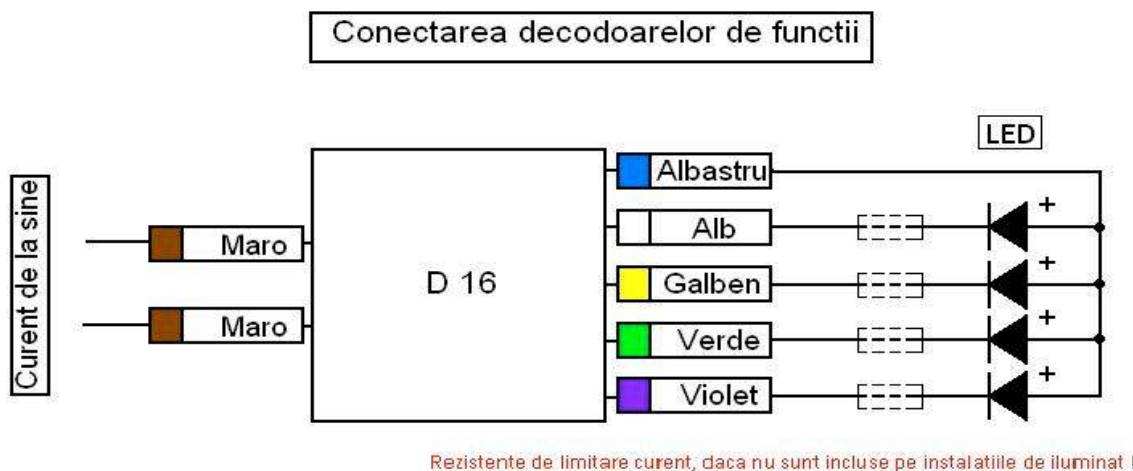 Conectarea decodoarelor de functii
LED
Curent de la sine
Maro
Maro
D 16
Albastru
Alb
Galben
Verde
Violet
+
+
+
+
Rezistente de limitare curent, daca nu sunt incluse pe instalatiile de iluminat !